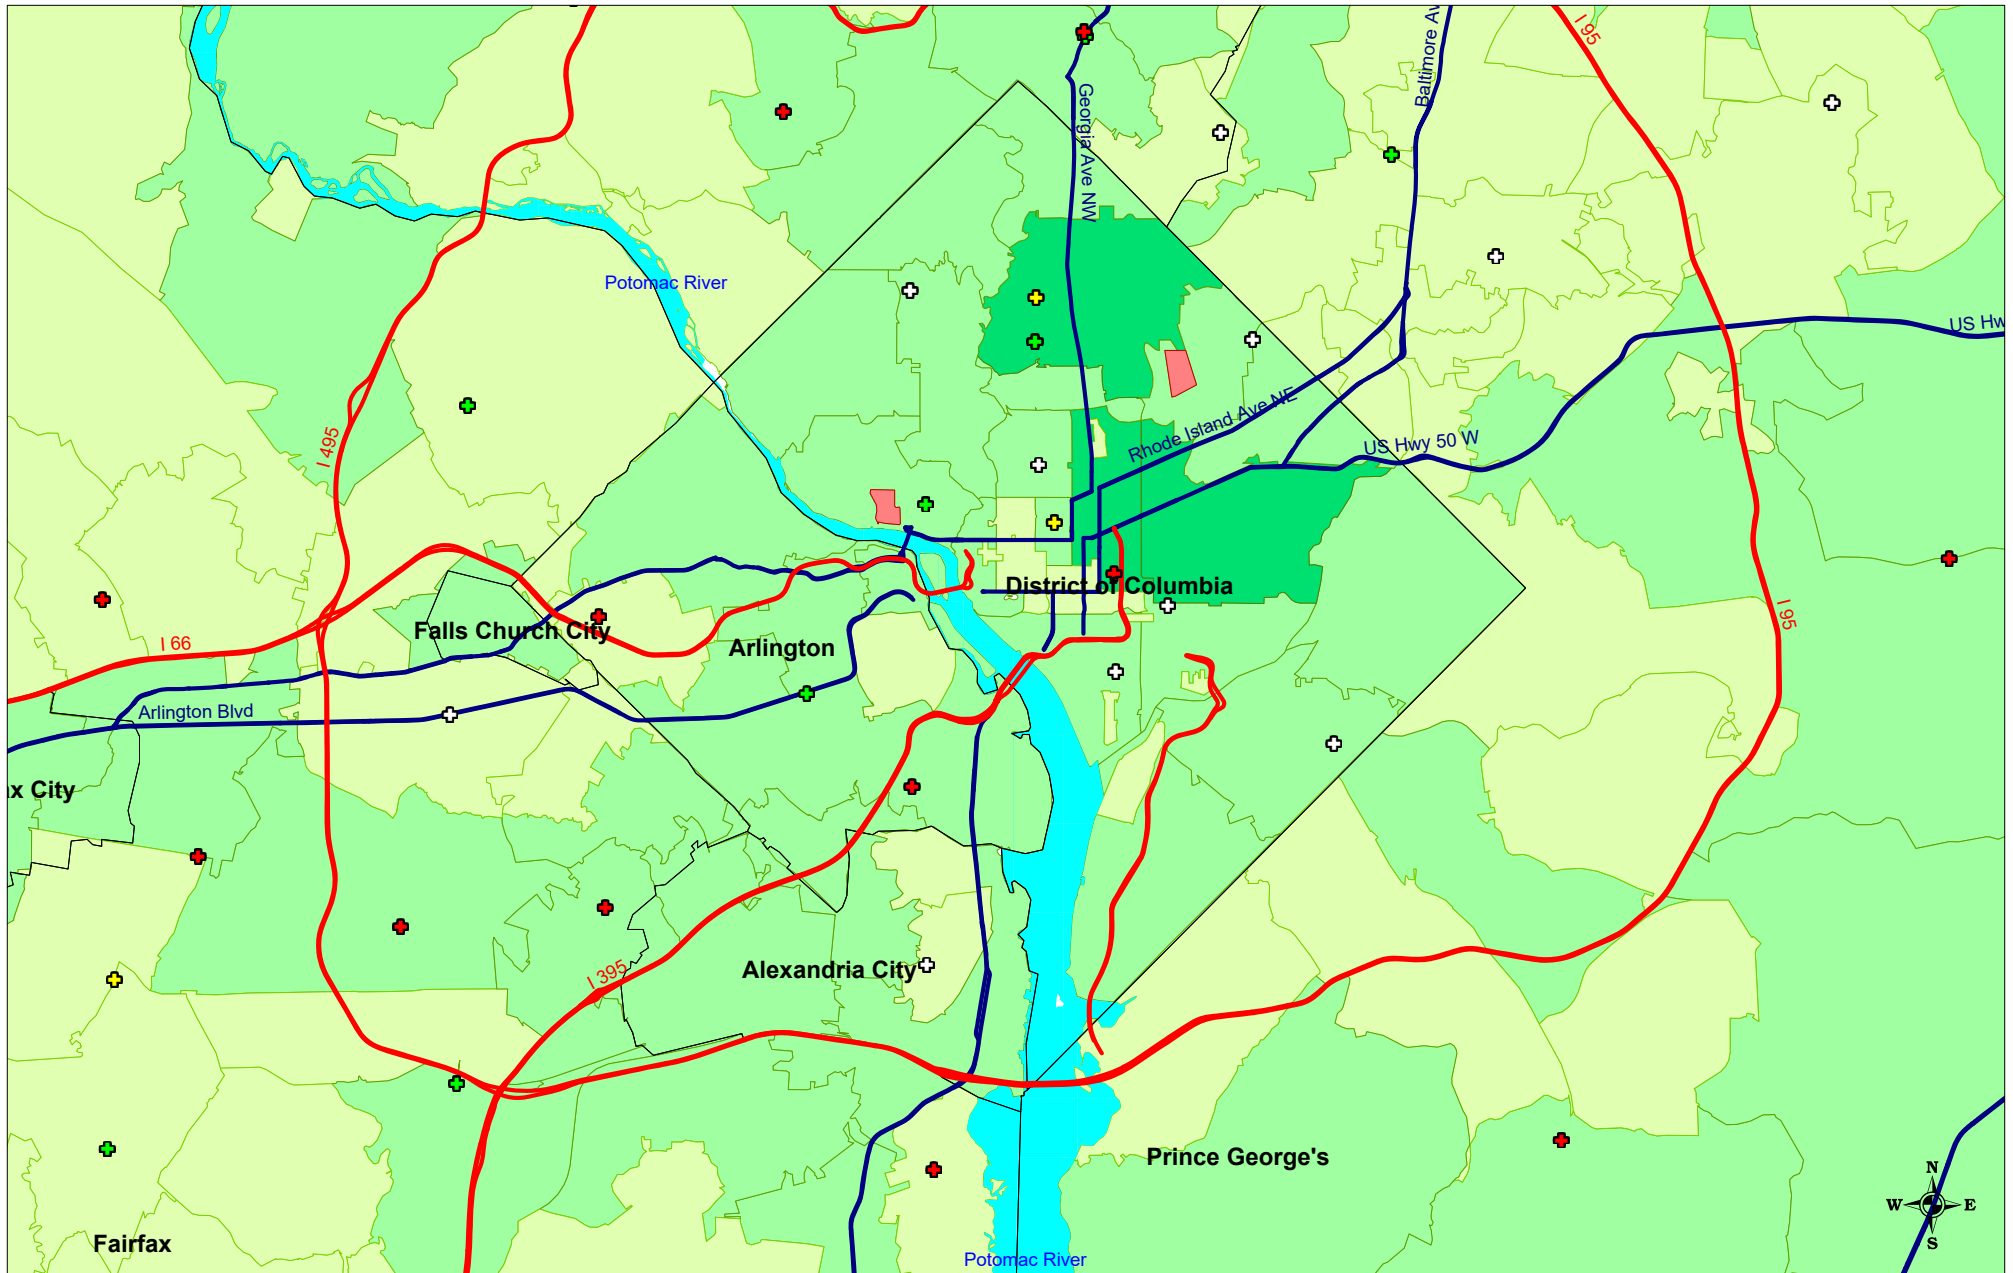 I 95
Baltimore Av
Georgia Ave NW
Potomac River
US Hw
Rhode Island Ave NE
US Hwy 50 W
I 495
District of Columbia
I 95
Falls Church City
I 66
Arlington
Arlington Blvd
x City
I 395
Alexandria City
Prince George's
N
W E
S
Fairfax
Potomac River